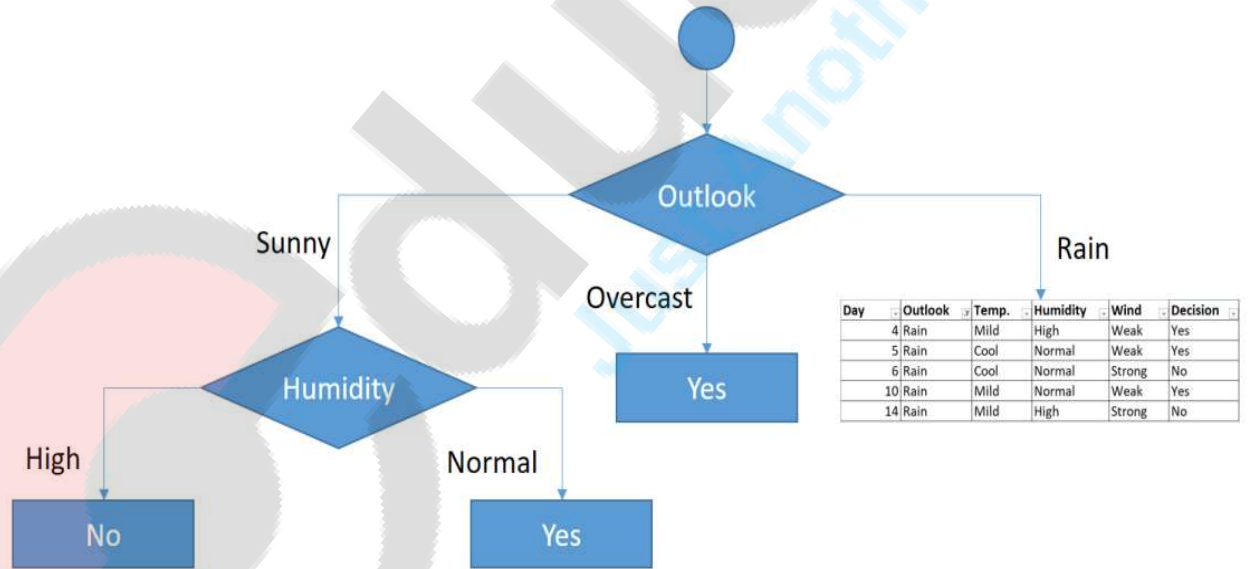 Outlook
Sunny
Rain
Overcast
Day Outlook Temp. Humidity Wind Decision
4 Rain Mild High Weak Yes
5 Rain Cool Normal Weak Yes
6 Rain Cool Normal Strong No
10 Rain Mild Normal Weak Yes
14 Rain Mild High Strong No
Humidity
Yes
High
Normal
No
Yes